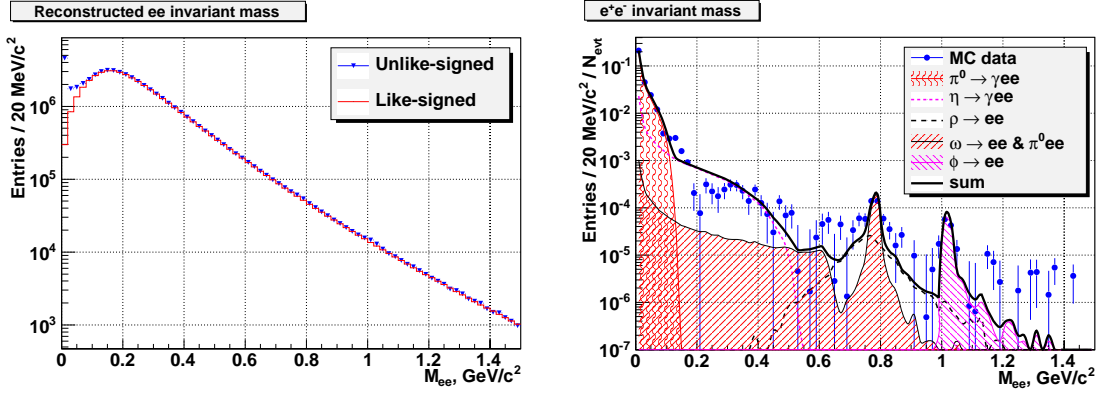 Reconstructed ee invariant mass
Entries / 20 MeV/c²
10⁶
10⁵
10⁴
10³
Unlike-signed
Like-signed
0 0.2 0.4 0.6 0.8 1 1.2 1.4
M_ee, GeV/c²
e⁺e⁻ invariant mass
Entries / 20 MeV/c² / N_evt
10⁻¹
10⁻²
10⁻³
10⁻⁴
10⁻⁵
10⁻⁶
10⁻⁷
MC data
π⁰ → γee
η → γee
ρ → ee
ω → ee & π⁰ee
ϕ → ee
sum
0 0.2 0.4 0.6 0.8 1 1.2 1.4
M_ee, GeV/c²